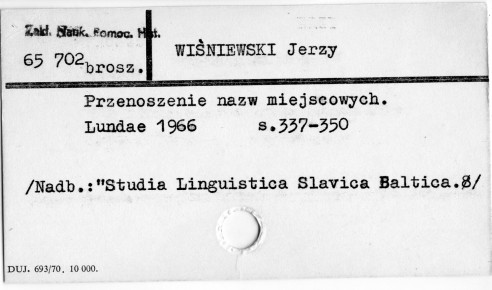 Zakł. Nauk. Pomoc. Hist.
65 702 brosz.
WIŚNIEWSKI Jerzy
Przenoszenie nazw miejscowych.
Lundae 1966 s.337-350
/Nadb.:"Studia Linguistica Slavica Baltica./
DUJ. 693/70. 10 000.